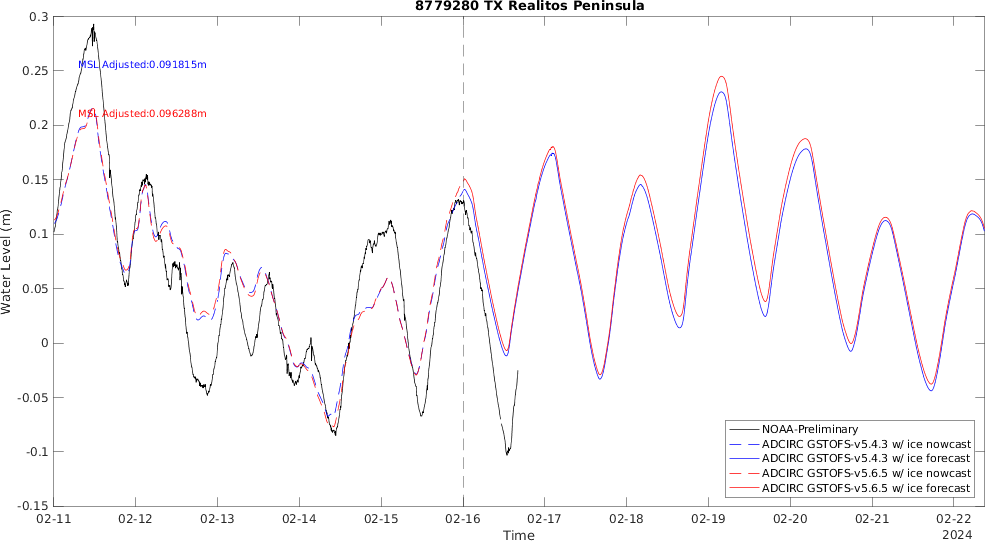 8779280 TX Realitos Peninsula
0.3
0.25
0.2
0.15
0.1
0.05
0
-0.05
-0.1
-0.15
Water Level (m)
MSL Adjusted:0.091815m
MSL Adjusted:0.096288m
NOAA-Preliminary
ADCIRC GSTOFS-v5.4.3 w/ ice nowcast
ADCIRC GSTOFS-v5.4.3 w/ ice forecast
ADCIRC GSTOFS-v5.6.5 w/ ice nowcast
ADCIRC GSTOFS-v5.6.5 w/ ice forecast
02-11 02-12 02-13 02-14 02-15 02-16 02-17 02-18 02-19 02-20 02-21 02-22
Time
2024